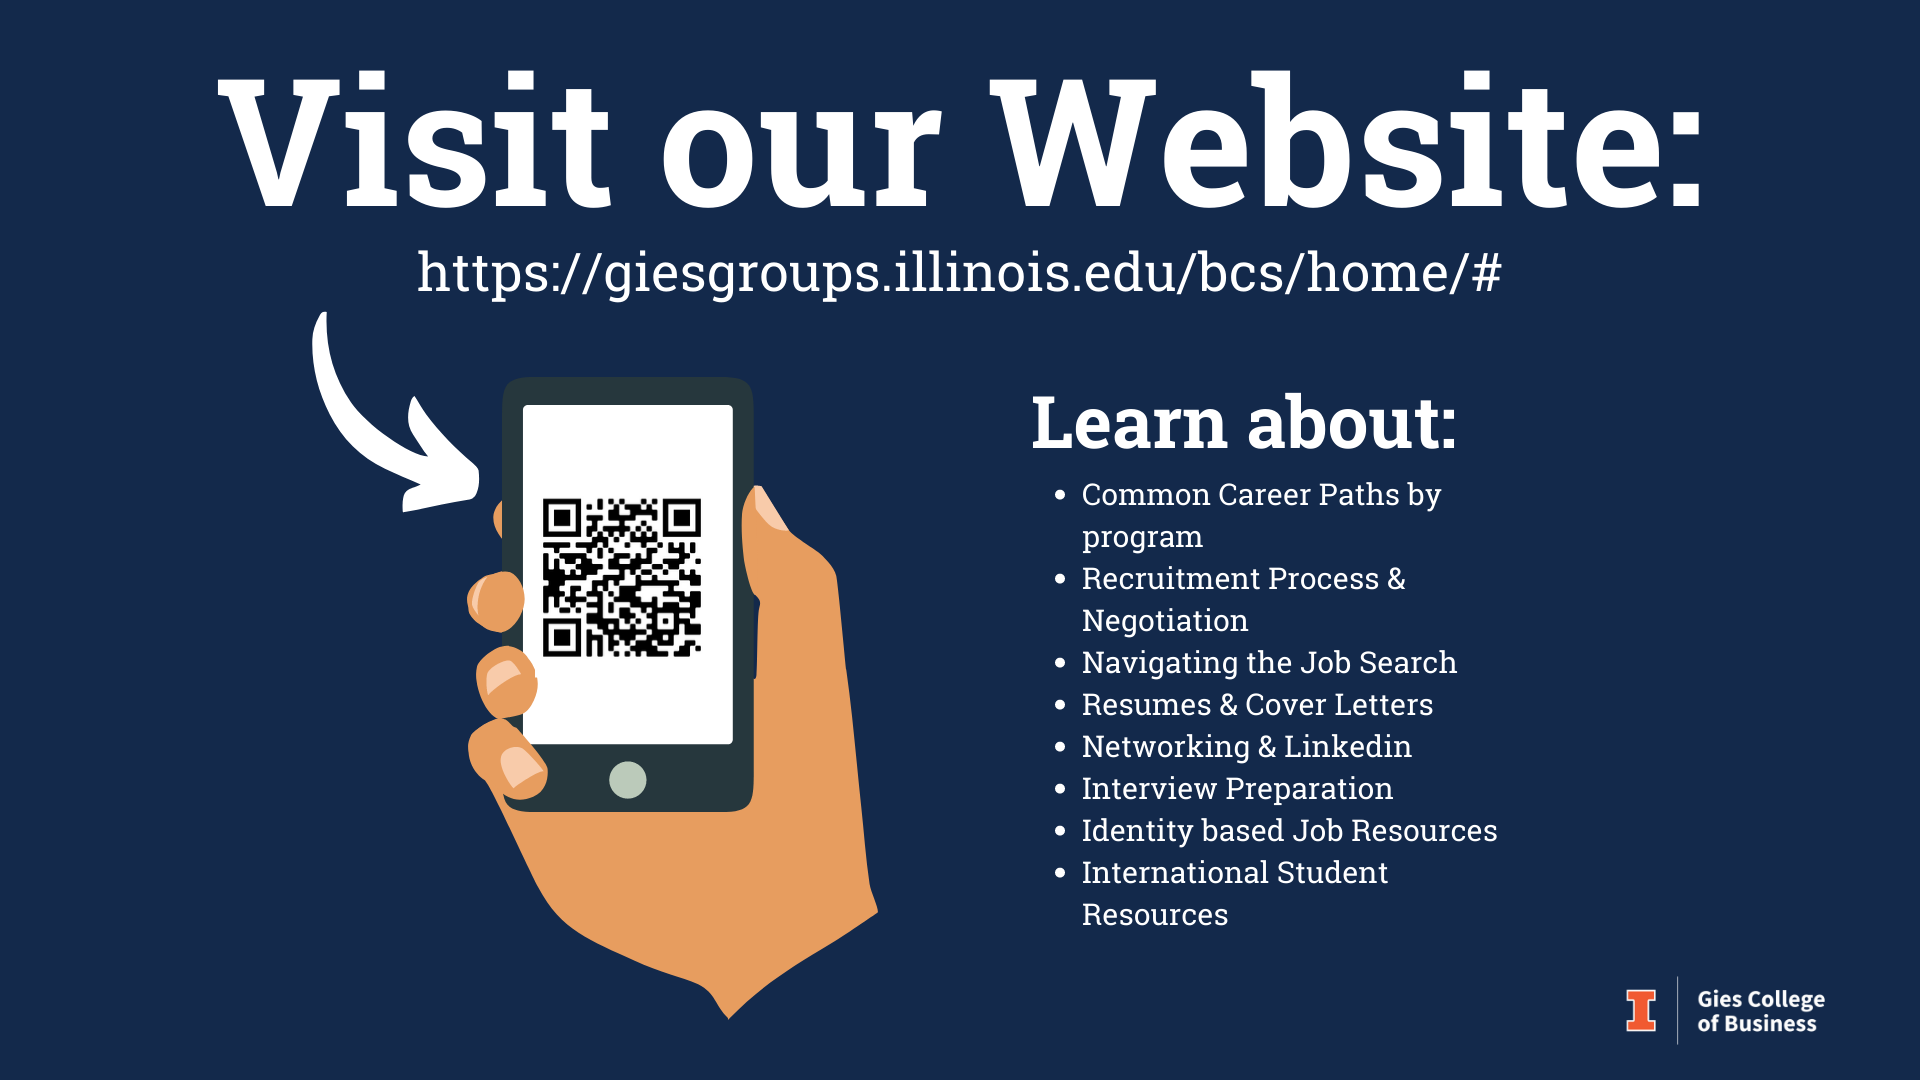 Visit our Website:
https://giesgroups.illinois.edu/bcs/home/#
Learn about:
• Common Career Paths by
program
• Recruitment Process &
Negotiation
• Navigating the Job Search
• Resumes & Cover Letters
• Networking & Linkedin
• Interview Preparation
• Identity based Job Resources
• International Student
Resources
I
Gies College
of Business